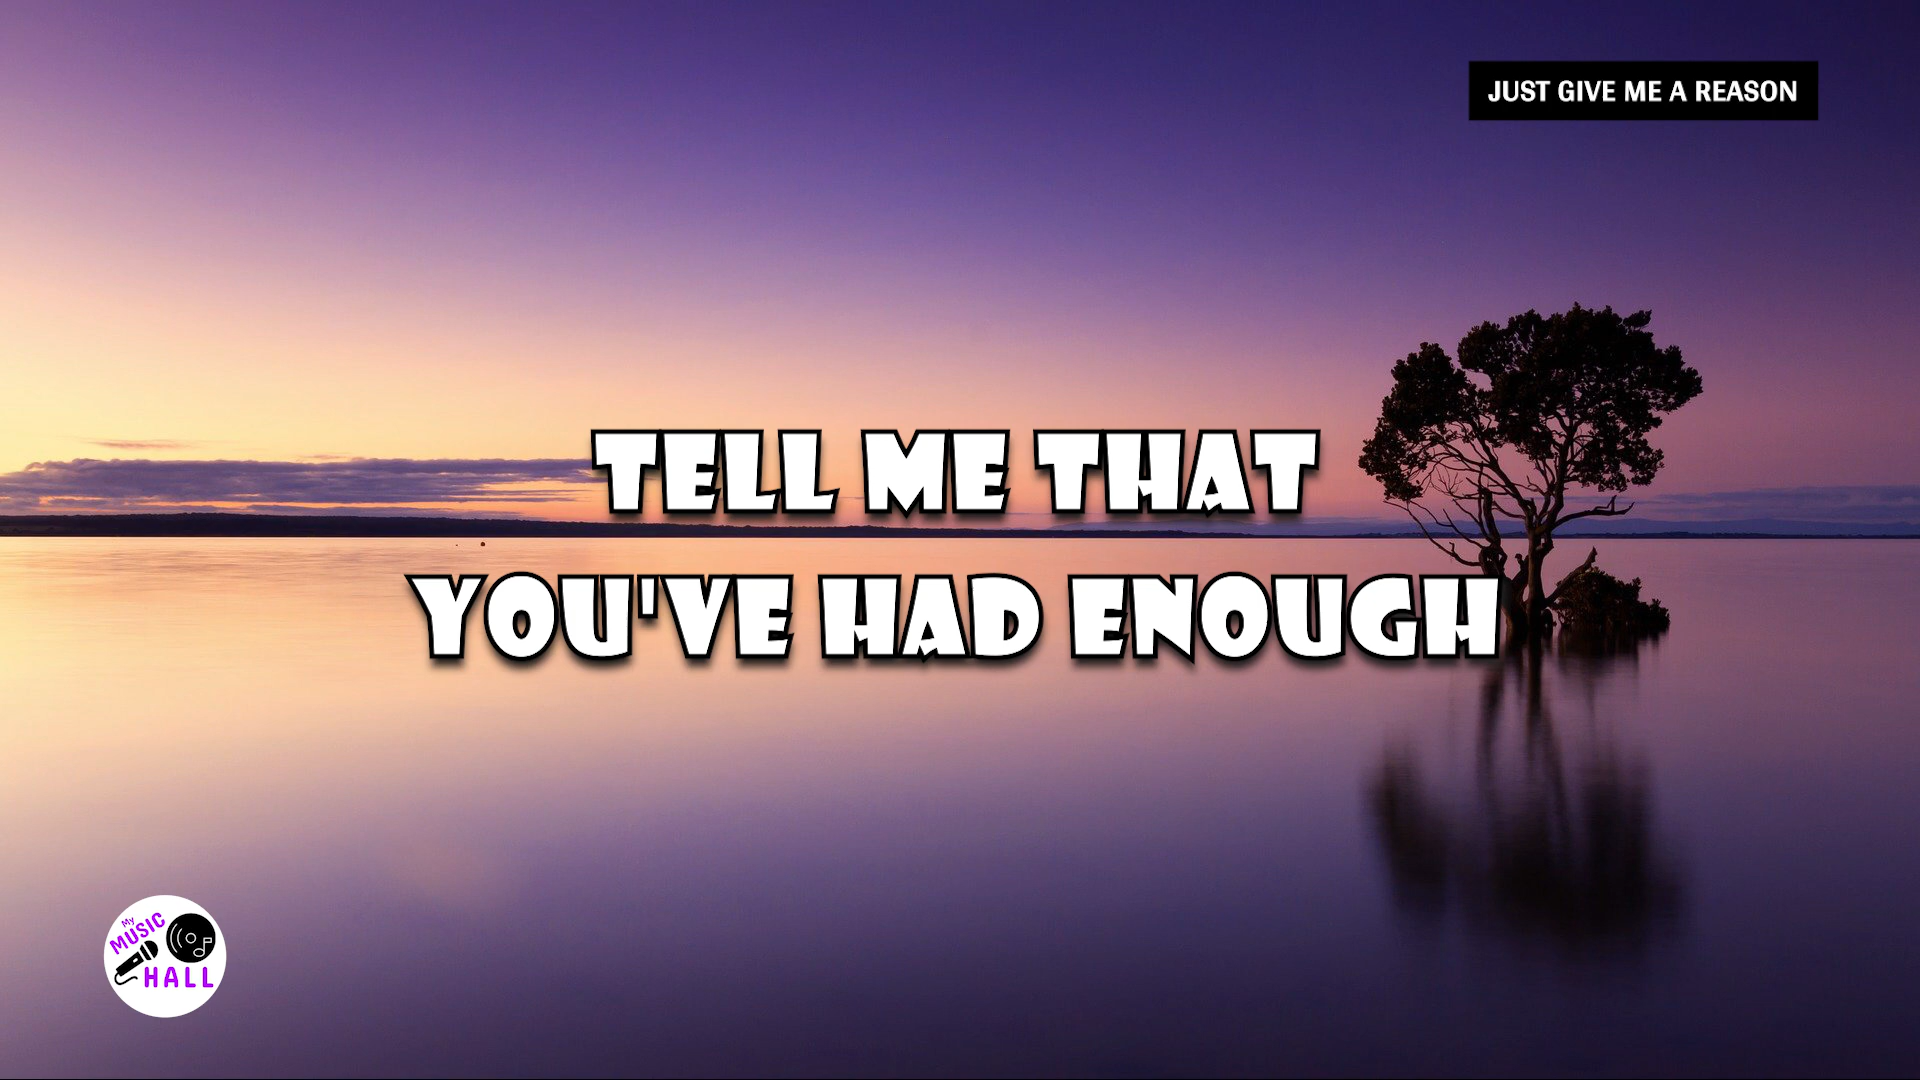 JUST GIVE ME A REASON
TELL ME THAT
YOU'VE HAD ENOUGH
My
MUSIC
HALL